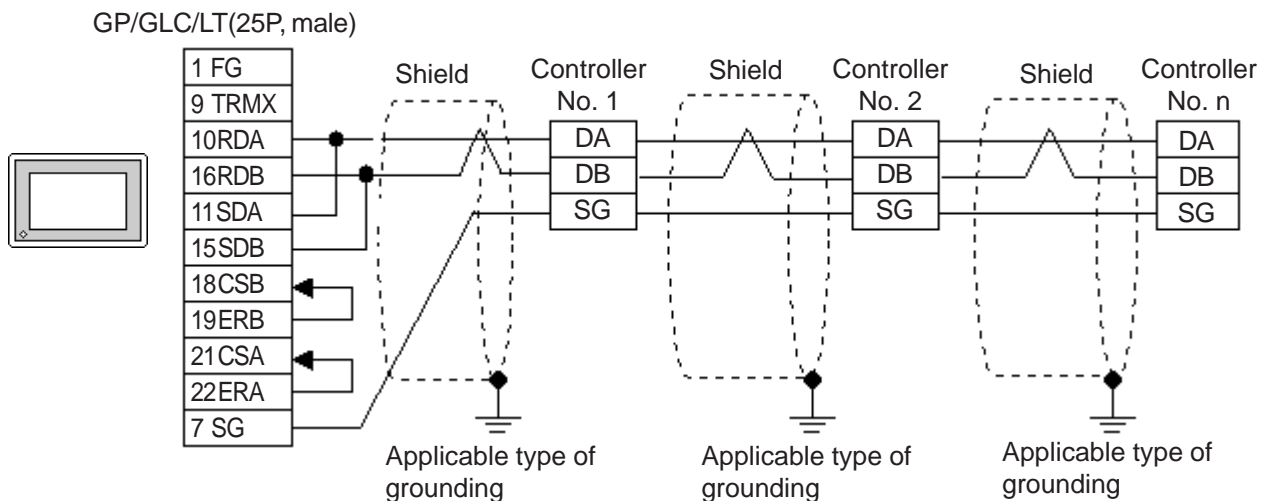 GP/GLC/LT(25P, male)
1 FG
9 TRMX
10RDA
16RDB
11SDA
15SDB
18CSB
19ERB
21CSA
22ERA
7 SG
Shield
Controller
No. 1
DA
DB
SG
Shield
Controller
No. 2
DA
DB
SG
Shield
Controller
No. n
DA
DB
SG
Applicable type of
grounding
Applicable type of
grounding
Applicable type of
grounding